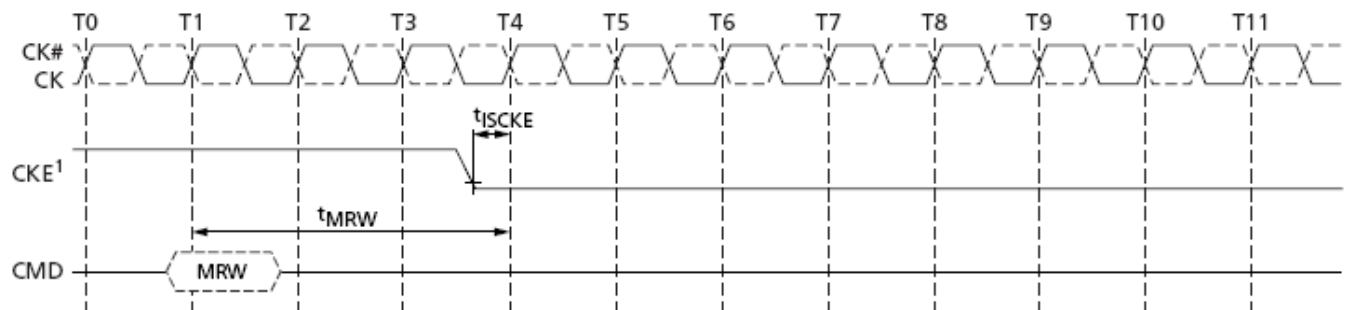 T0 T1 T2 T3 T4 T5 T6 T7 T8 T9 T10 T11
CK#
CK
tISCKE
CKE1
tMRW
CMD MRW